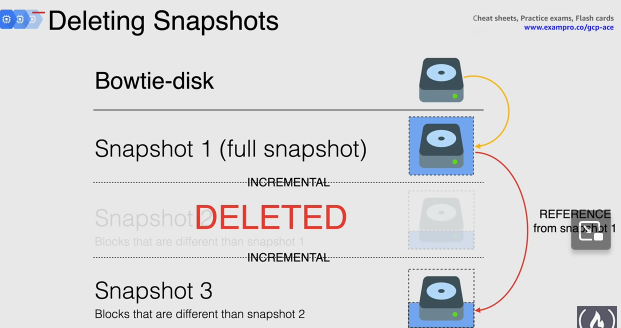 Deleting Snapshots
Cheat sheets, Practice exams, Flash cards
www.exampro.co/gcp-ace
Bowtie-disk
Snapshot 1 (full snapshot)
INCREMENTAL
Snapshot 2
DELETED
Blocks that are different than snapshot 1
INCREMENTAL
REFERENCE
from snapshot 1
Snapshot 3
Blocks that are different than snapshot 2